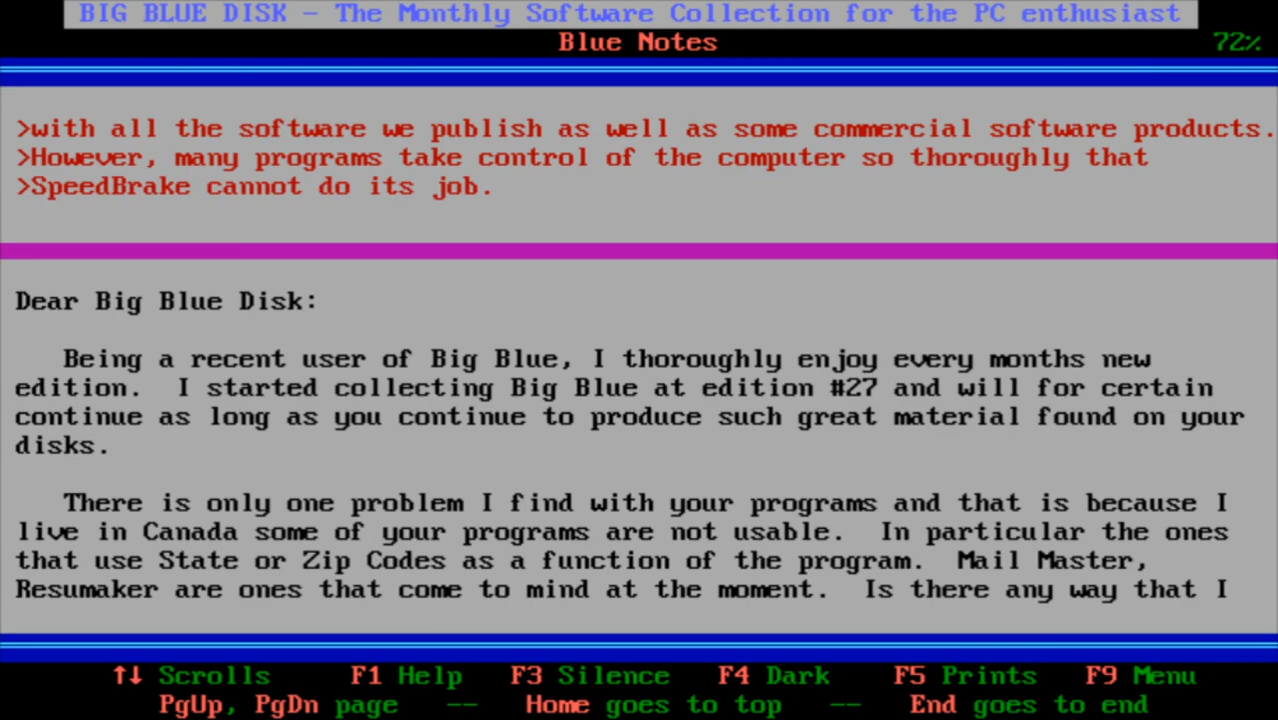 BIG BLUE DISK - The Monthly Software Collection for the PC enthusiast
Blue Notes 72%
>with all the software we publish as well as some commercial software products.
>However, many programs take control of the computer so thoroughly that
>SpeedBrake cannot do its job.
Dear Big Blue Disk:
Being a recent user of Big Blue, I thoroughly enjoy every months new
edition. I started collecting Big Blue at edition #27 and will for certain
continue as long as you continue to produce such great material found on your
disks.
There is only one problem I find with your programs and that is because I
live in Canada some of your programs are not usable. In particular the ones
that use State or Zip Codes as a function of the program. Mail Master,
Resumaker are ones that come to mind at the moment. Is there any way that I
↑↓ Scrolls F1 Help F3 Silence F4 Dark F5 Prints F9 Menu
PgUp, PgDn page -- Home goes to top -- End goes to end